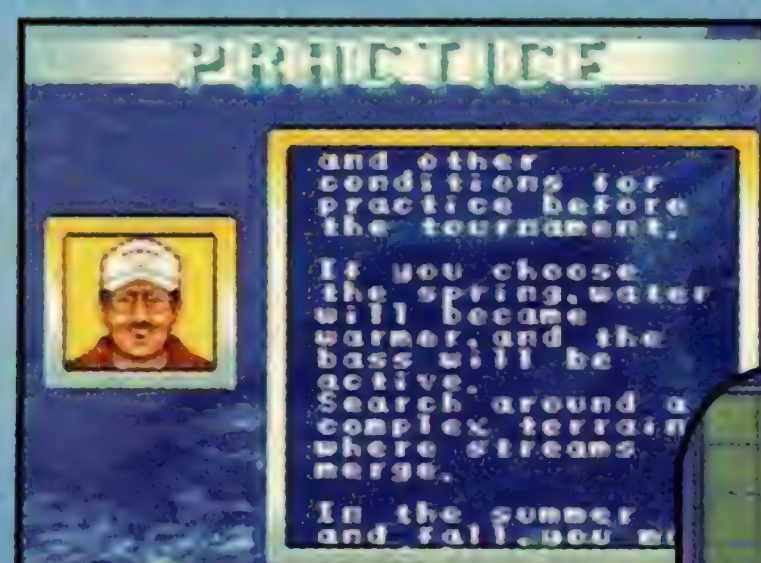 PRACTICE
and other
conditions for
practice before
the tournament.
If you choose
the spring,water
will became
warmer,and the
bass will be
active.
Search around a
complex terrain
where streams
merge.
In the summer
and fall,you